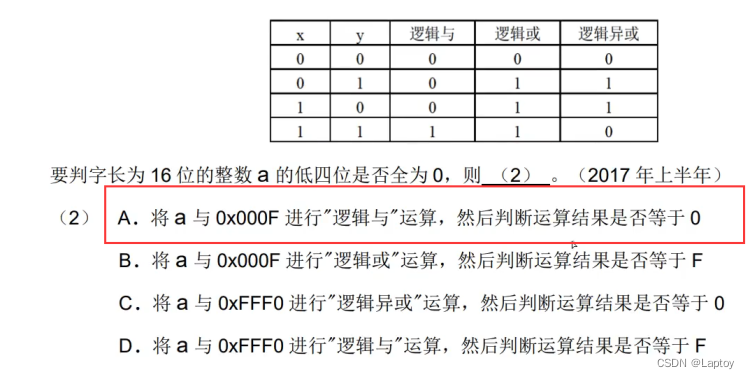 x y 逻辑与 逻辑或 逻辑异或
0 0 0 0 0
0 1 0 1 1
1 0 0 1 1
1 1 1 1 0
要判字长为 16 位的整数 a 的低四位是否全为 0，则 （2） 。（2017 年上半年）
（2） A．将 a 与 0x000F 进行"逻辑与"运算，然后判断运算结果是否等于 0
B．将 a 与 0x000F 进行"逻辑或"运算，然后判断运算结果是否等于 F
C．将 a 与 0xFFF0 进行"逻辑异或"运算，然后判断运算结果是否等于 0
D．将 a 与 0xFFF0 进行"逻辑与"运算，然后判断运算结果是否等于 F
CSDN @Laptoy